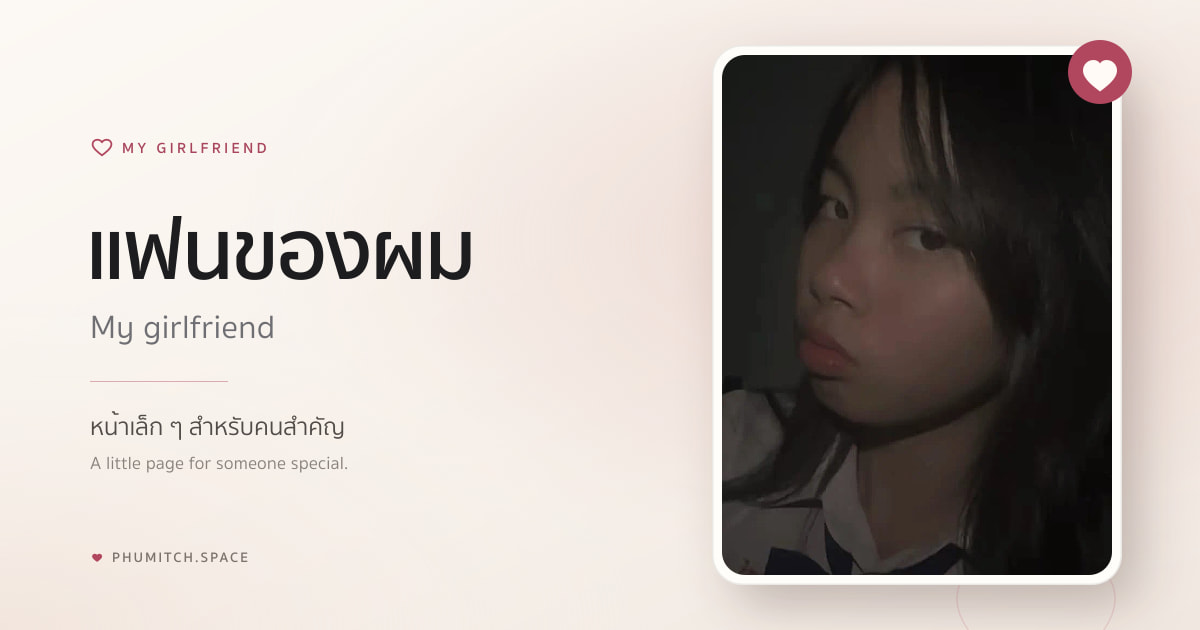 MY GIRLFRIEND
แฟนของผม
My girlfriend
หน้าเล็ก ๆ สำหรับคนสำคัญ
A little page for someone special.
PHUMITCH.SPACE